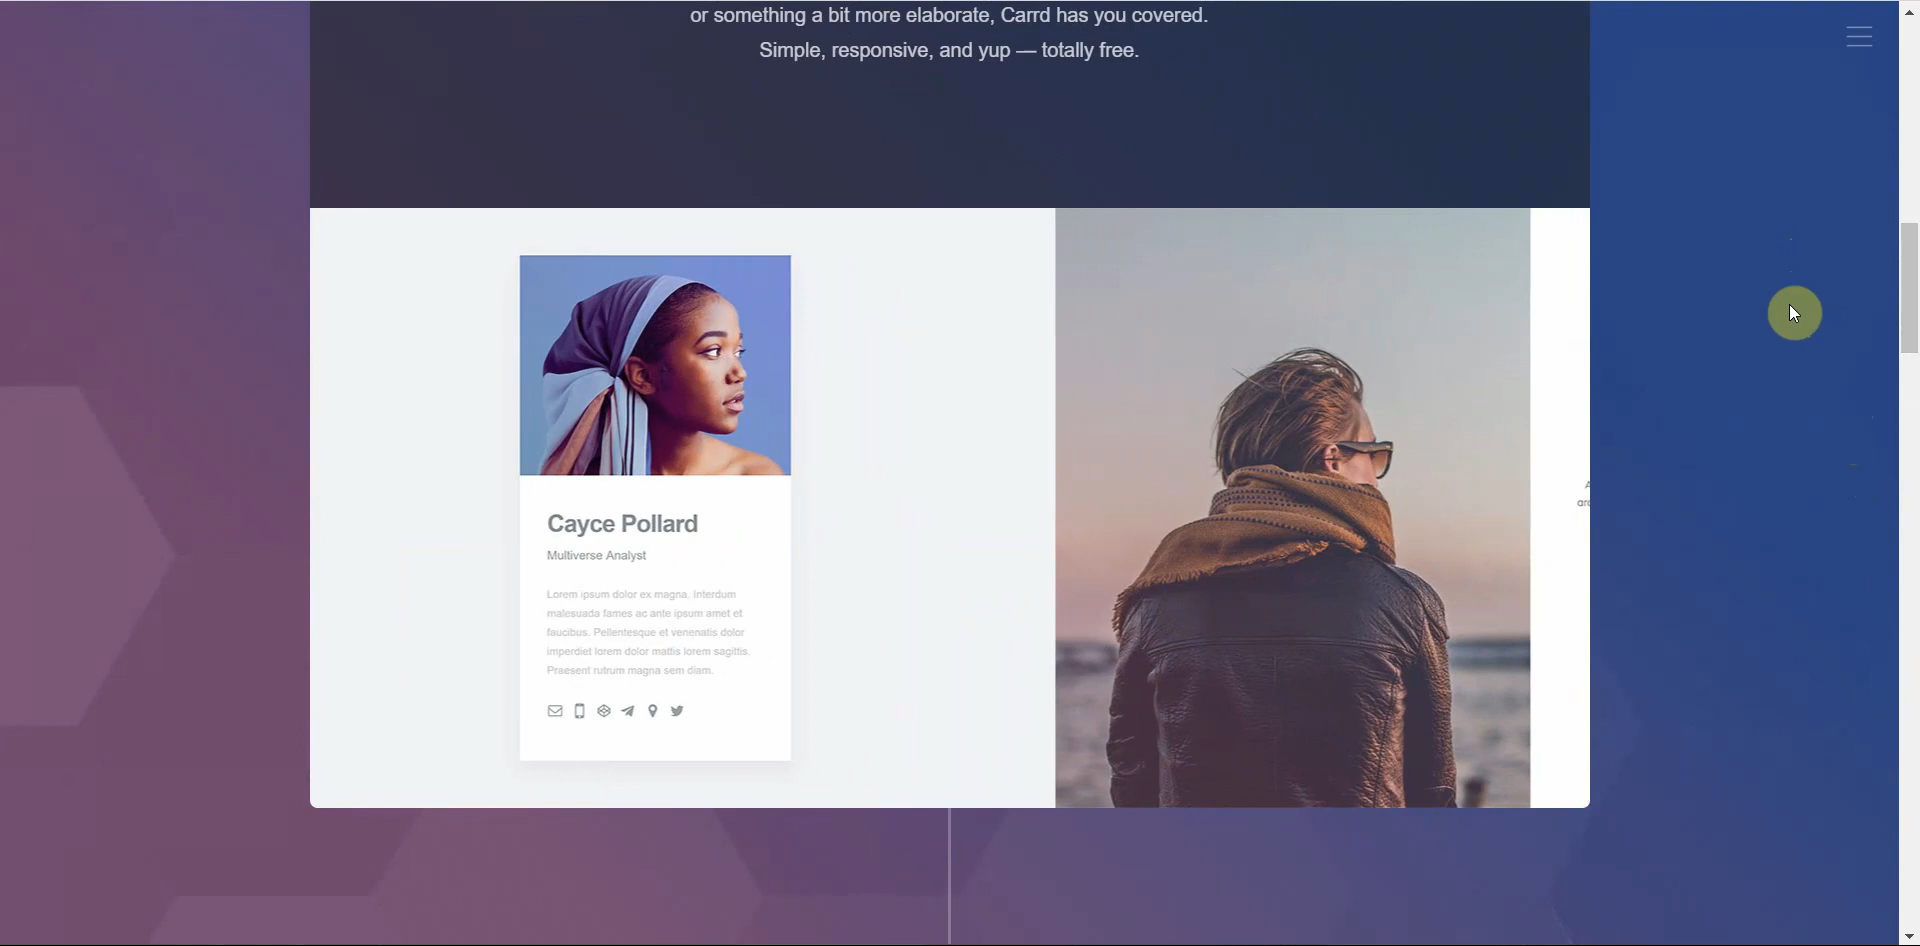 or something a bit more elaborate, Carrd has you covered.
Simple, responsive, and yup — totally free.
Cayce Pollard
Multiverse Analyst
Lorem ipsum dolor ex magna. Interdum
malesuada fames ac ante ipsum amet et
faucibus. Pellentesque et venenatis dolor
imperdiet lorem dolor mattis lorem sagittis.
Praesent rutrum magna sem diam.